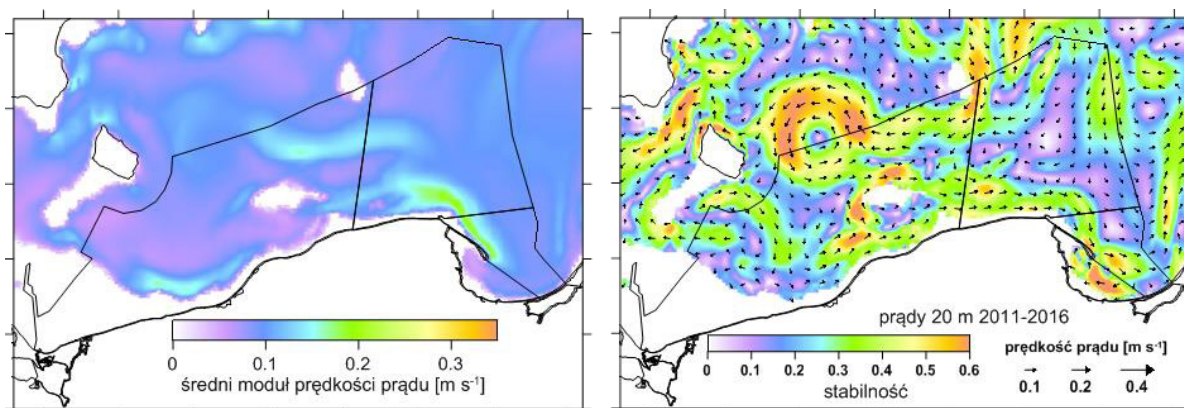 0 0.1 0.2 0.3
średni moduł prędkości prądu [m s⁻¹]
prądy 20 m 2011-2016
0 0.1 0.2 0.3 0.4 0.5 0.6
stabilność
prędkość prądu [m s⁻¹]
0.1 0.2 0.4